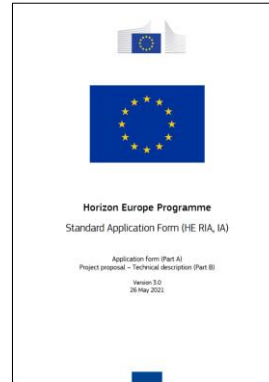 Horizon Europe Programme
Standard Application Form (HE RIA, IA)
Application form (Part A)
Project proposal – Technical description (Part B)
Version 3.0
26 May 2021